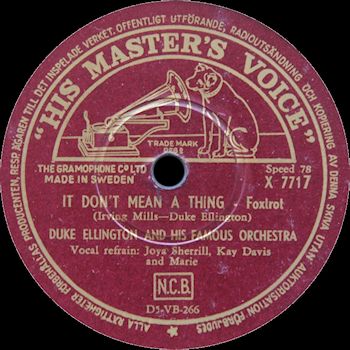 ALLA RÄTTIGHETER FÖRBEHÅLLAS PRODUCENTEN, RESP. ÄGAREN TILL DET INSPELADE VERKET. OFFENTLIGT UTFÖRANDE, RADIOUTSÄNDNING OCH KOPIERING AV DENNA SKIVA UTAN AUKTORISATION FÖRBJUDES
"HIS MASTER'S VOICE"
TRADE MARK
THE GRAMOPHONE CO LTD
MADE IN SWEDEN
Speed 78
X 7717
IT DON'T MEAN A THING Foxtrot
(Irving Mills—Duke Ellington)
DUKE ELLINGTON AND HIS FAMOUS ORCHESTRA
Vocal refrain: Joya Sherrill, Kay Davis
and Marie
N.C.B.
D5-VB-266